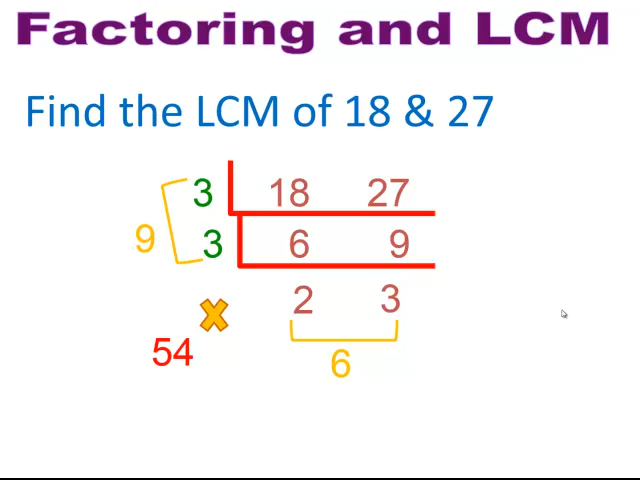 Factoring and LCM
Find the LCM of 18 & 27
3 18 27
9 3 6 9
2 3
54 6